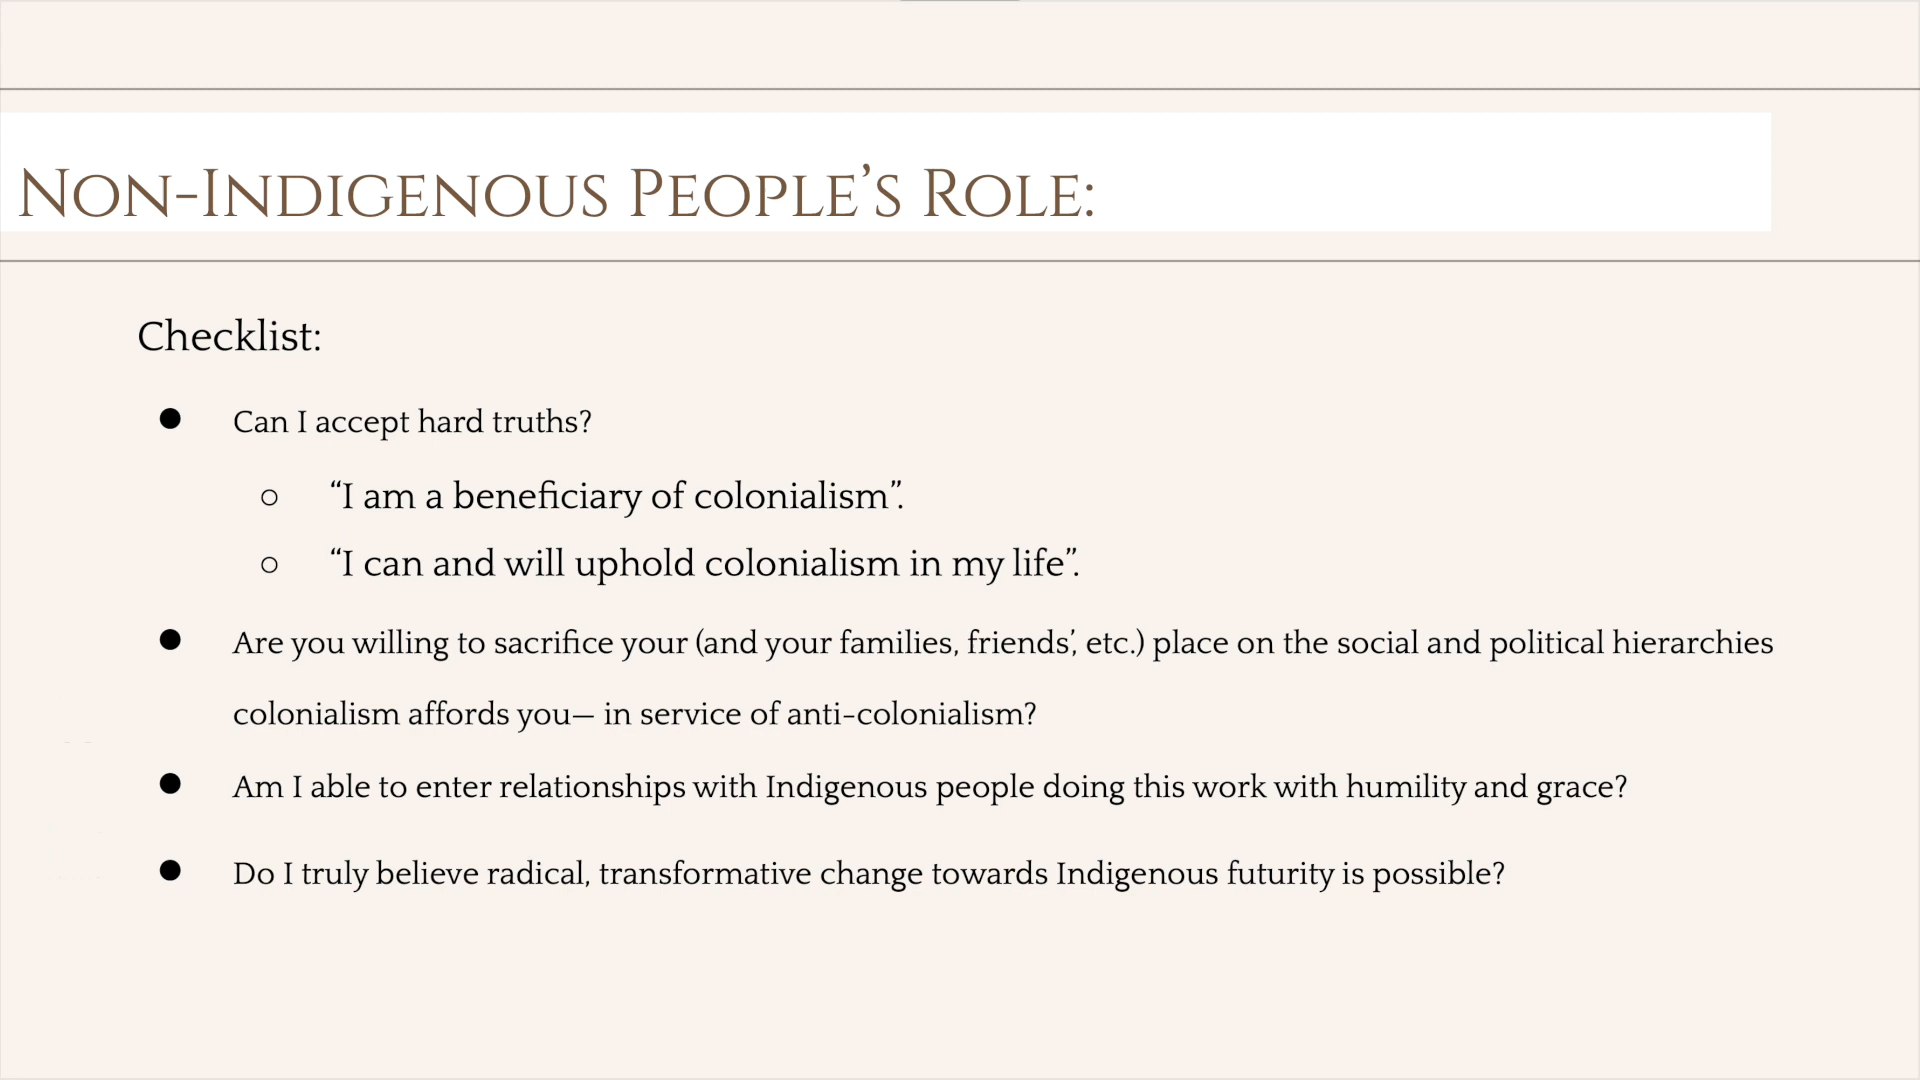 Non-Indigenous People’s Role:
Checklist:
● Can I accept hard truths?
○ “I am a beneficiary of colonialism”.
○ “I can and will uphold colonialism in my life”.
● Are you willing to sacrifice your (and your families, friends’, etc.) place on the social and political hierarchies
colonialism affords you— in service of anti-colonialism?
● Am I able to enter relationships with Indigenous people doing this work with humility and grace?
● Do I truly believe radical, transformative change towards Indigenous futurity is possible?